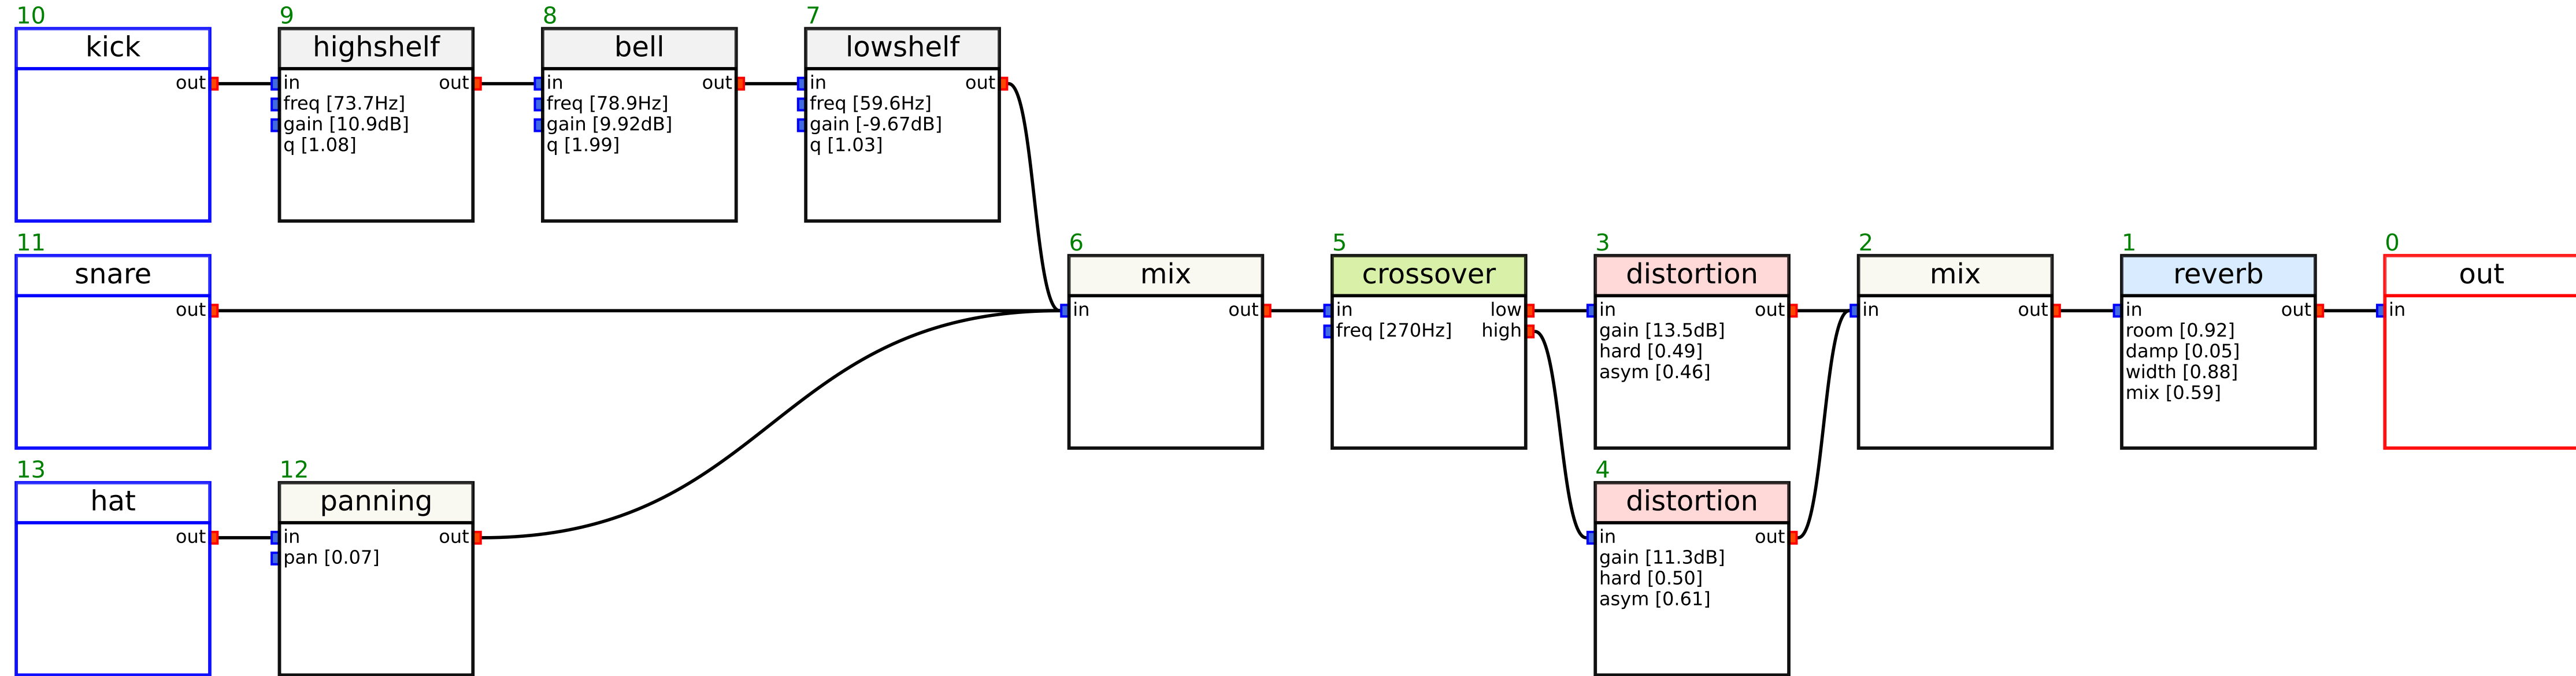 10
kick
out
9
highshelf
in out
freq [73.7Hz]
gain [10.9dB]
q [1.08]
8
bell
in out
freq [78.9Hz]
gain [9.92dB]
q [1.99]
7
lowshelf
in out
freq [59.6Hz]
gain [-9.67dB]
q [1.03]
11
snare
out
6
mix
in out
5
crossover
in low
freq [270Hz] high
3
distortion
in out
gain [13.5dB]
hard [0.49]
asym [0.46]
2
mix
in out
1
reverb
in out
room [0.92]
damp [0.05]
width [0.88]
mix [0.59]
0
out
in
13
hat
out
12
panning
in out
pan [0.07]
4
distortion
in out
gain [11.3dB]
hard [0.50]
asym [0.61]